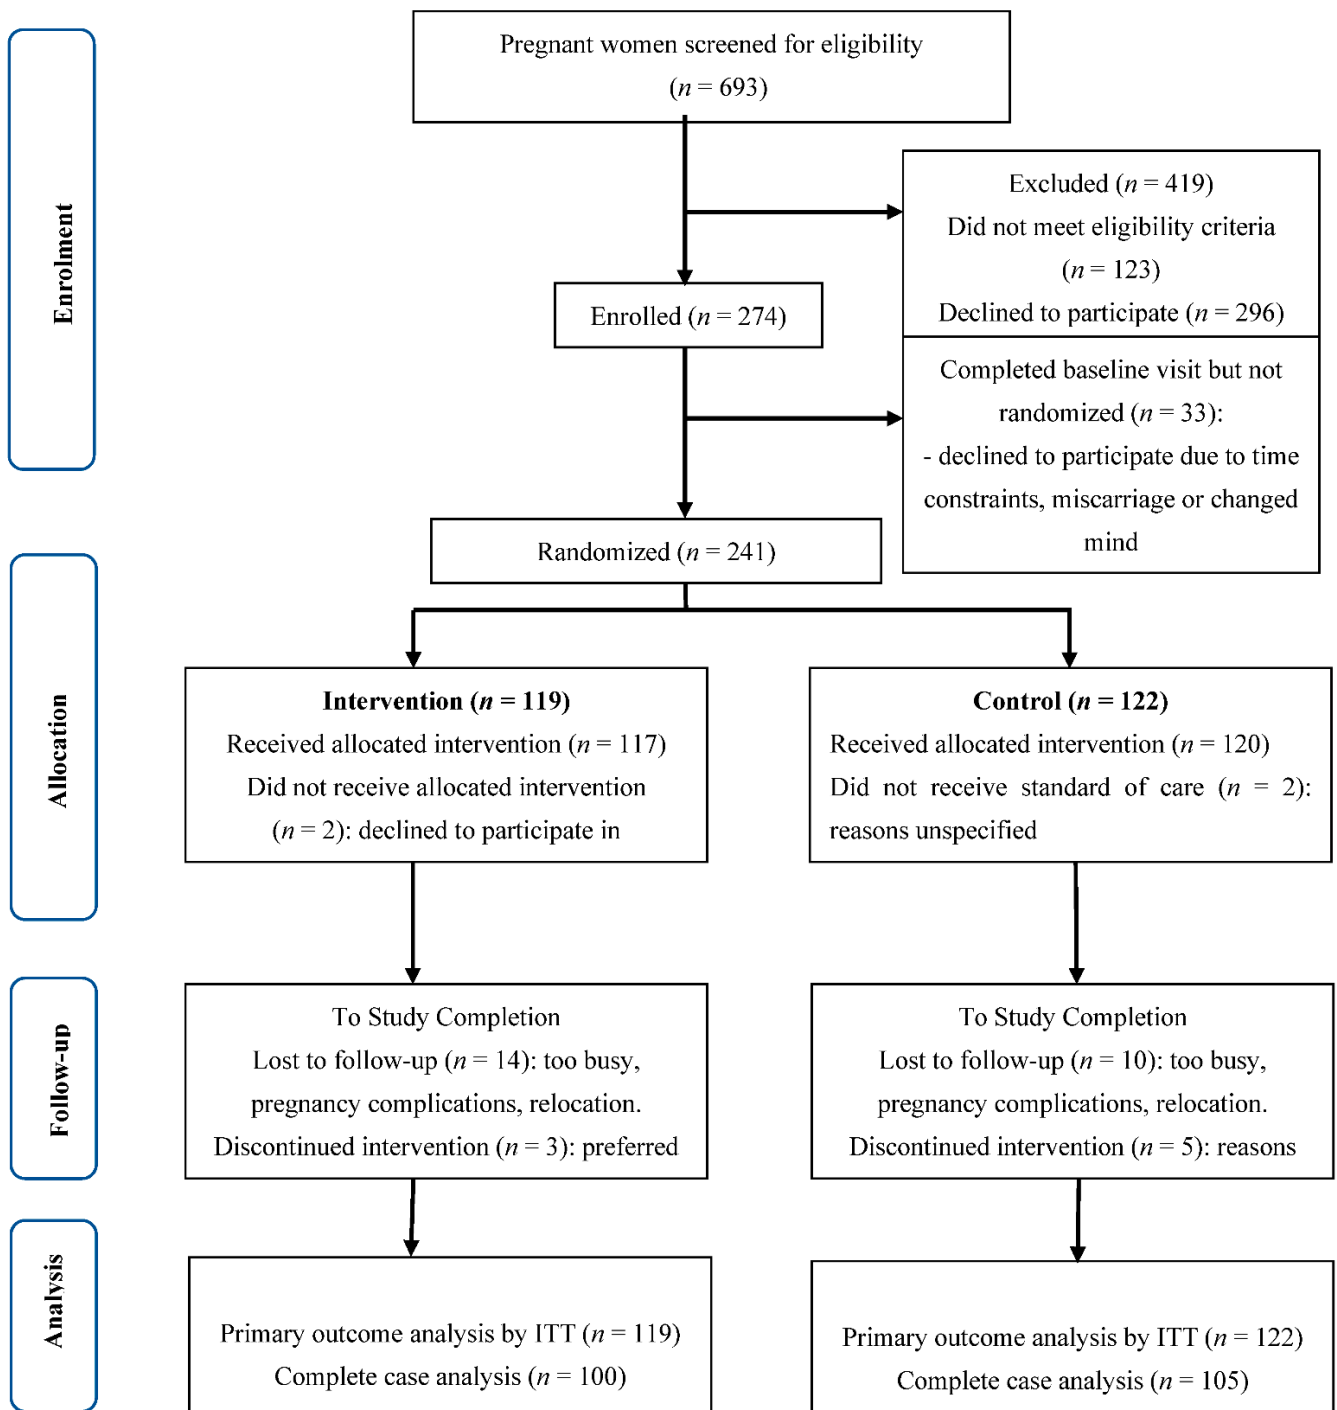 Enrolment
Pregnant women screened for eligibility
(n = 693)
Excluded (n = 419)
Did not meet eligibility criteria
(n = 123)
Declined to participate (n = 296)
Enrolled (n = 274)
Completed baseline visit but not
randomized (n = 33):
- declined to participate due to time
constraints, miscarriage or changed
mind
Randomized (n = 241)
Allocation
Intervention (n = 119)
Received allocated intervention (n = 117)
Did not receive allocated intervention
(n = 2): declined to participate in
Control (n = 122)
Received allocated intervention (n = 120)
Did not receive standard of care (n = 2):
reasons unspecified
Follow-up
To Study Completion
Lost to follow-up (n = 14): too busy,
pregnancy complications, relocation.
Discontinued intervention (n = 3): preferred
To Study Completion
Lost to follow-up (n = 10): too busy,
pregnancy complications, relocation.
Discontinued intervention (n = 5): reasons
Analysis
Primary outcome analysis by ITT (n = 119)
Complete case analysis (n = 100)
Primary outcome analysis by ITT (n = 122)
Complete case analysis (n = 105)